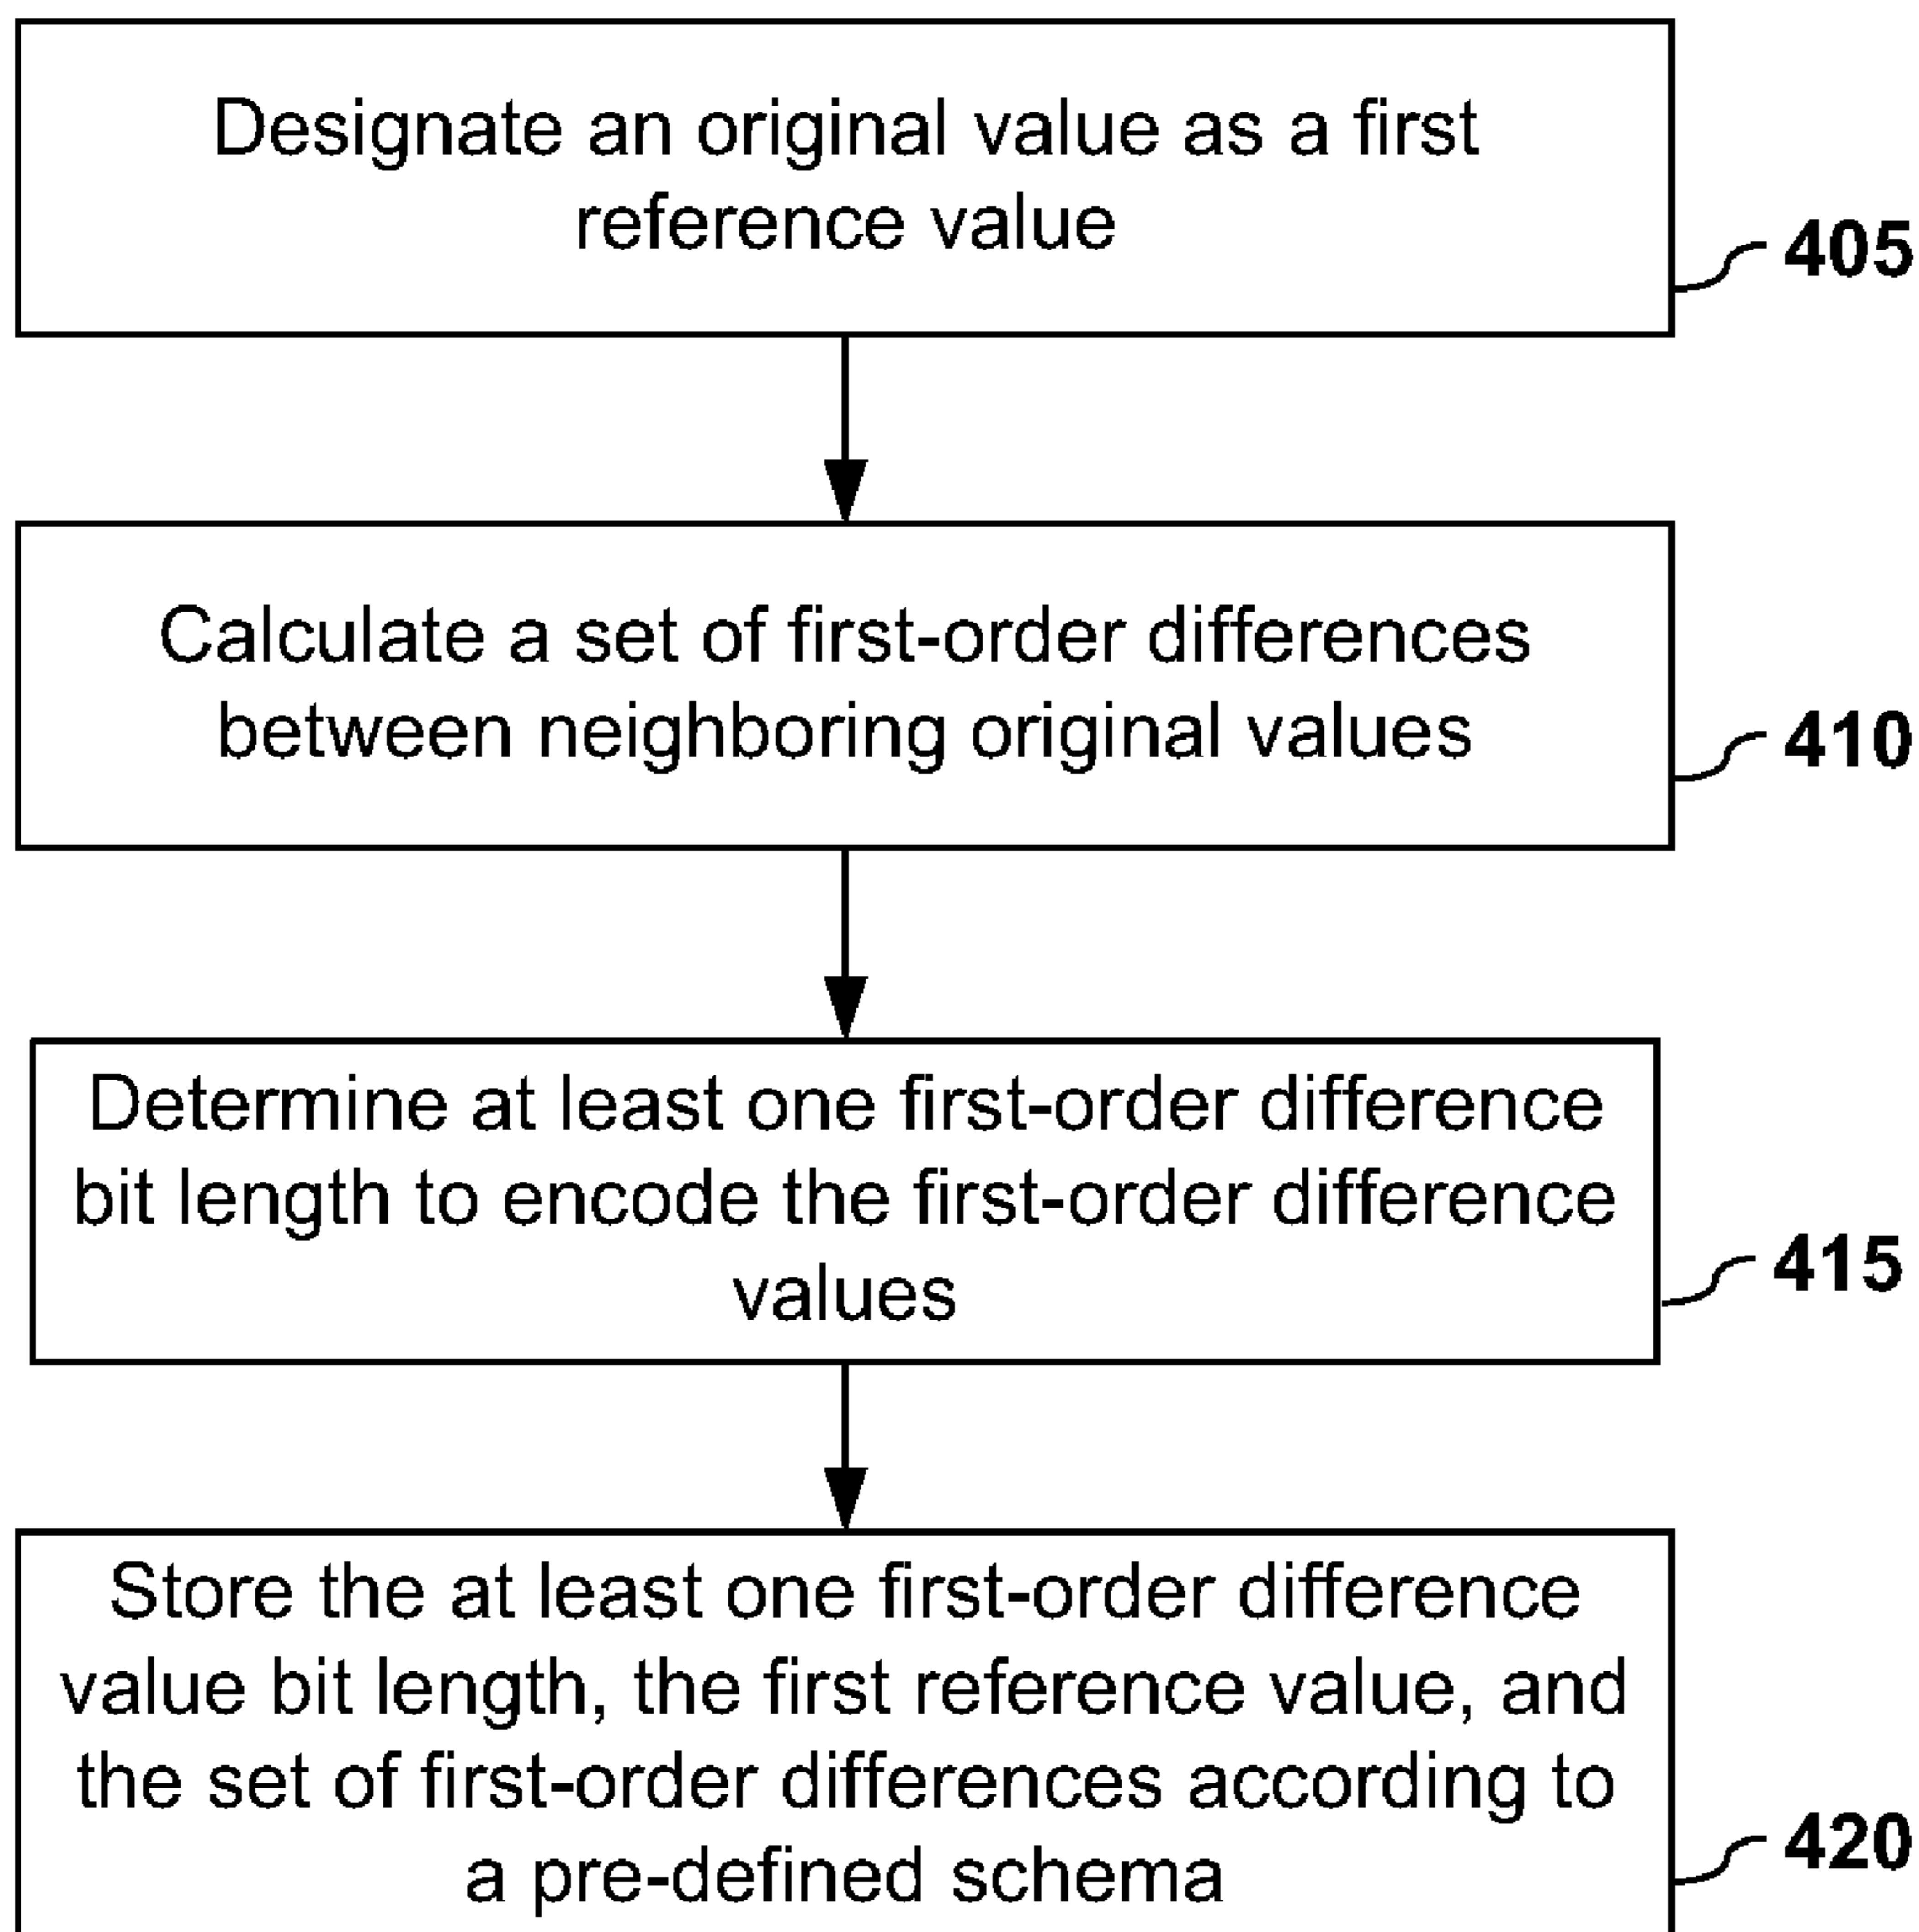 Designate an original value as a first
reference value
405
Calculate a set of first-order differences
between neighboring original values
410
Determine at least one first-order difference
bit length to encode the first-order difference
values
415
Store the at least one first-order difference
value bit length, the first reference value, and
the set of first-order differences according to
a pre-defined schema
420